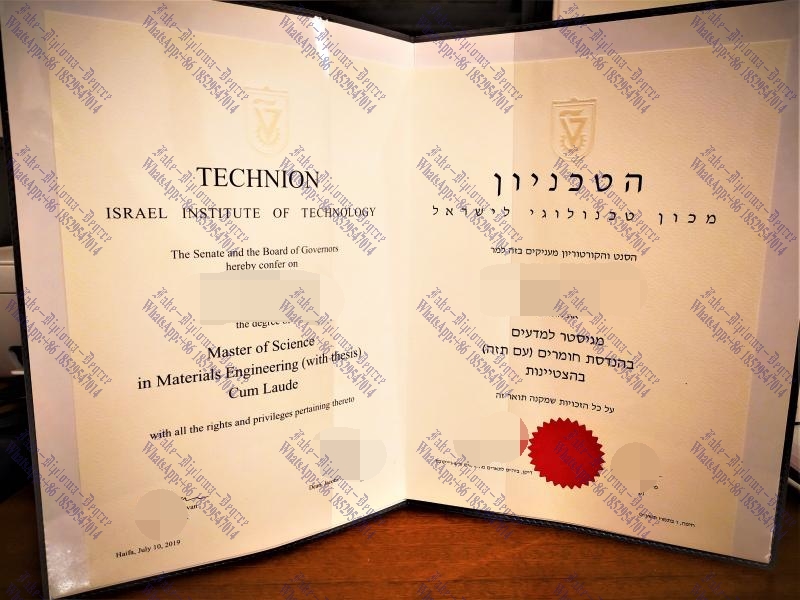 TECHNION
ISRAEL INSTITUTE OF TECHNOLOGY
The Senate and the Board of Governors
hereby confer on
the degree
Master of Science
in Materials Engineering (with thesis)
Cum Laude
with all the rights and privileges pertaining thereto
Haifa, July 10, 2019
הטכניון
מכון טכנולוגי לישראל
הסנט והקורטוריון מעניקים בזה למר
מגיסטר למדעים
בהנדסת חומרים (עם תזה)
בהצטיינות
על כל הזכויות שמקנה תואר זה
Fake-Diploma-Degree
WhatsApp:+86 18529547014